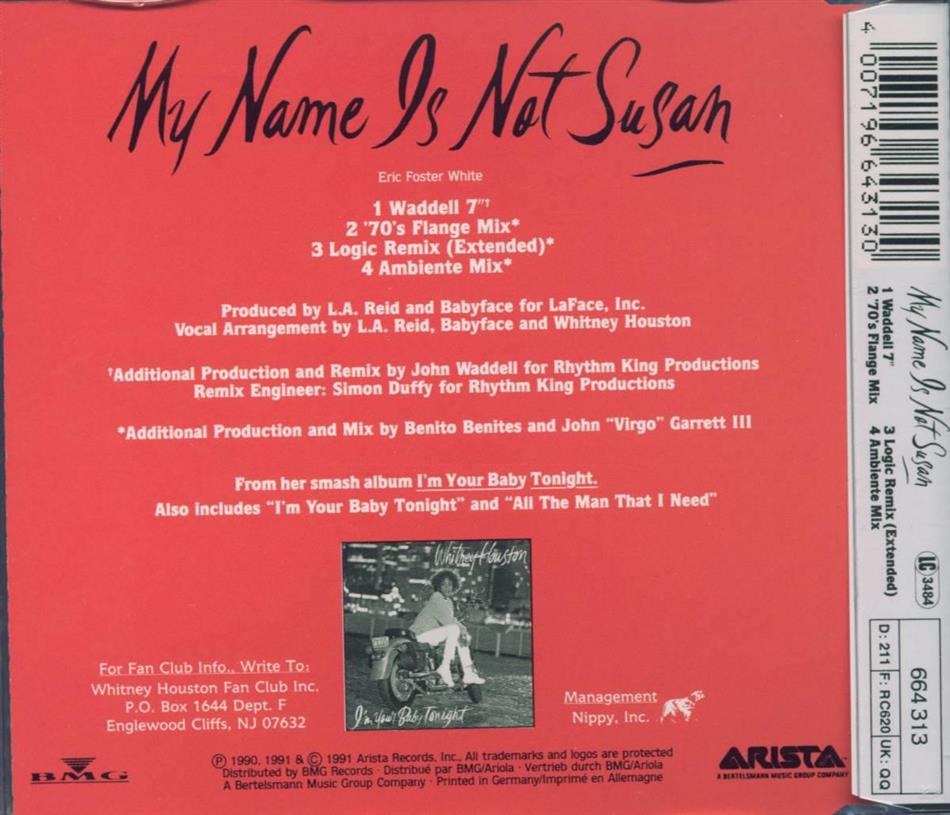 My Name Is Not Susan
Eric Foster White
1 Waddell 7"†
2 '70's Flange Mix*
3 Logic Remix (Extended)*
4 Ambiente Mix*
Produced by L.A. Reid and Babyface for LaFace, Inc.
Vocal Arrangement by L.A. Reid, Babyface and Whitney Houston
†Additional Production and Remix by John Waddell for Rhythm King Productions
Remix Engineer: Simon Duffy for Rhythm King Productions
*Additional Production and Mix by Benito Benites and John "Virgo" Garrett III
From her smash album I'm Your Baby Tonight.
Also includes "I'm Your Baby Tonight" and "All The Man That I Need"
Whitney Houston
I'm Your Baby Tonight
For Fan Club Info., Write To:
Whitney Houston Fan Club Inc.
P.O. Box 1644 Dept. F
Englewood Cliffs, NJ 07632
Management
Nippy, Inc.
BMG
Ⓟ 1990, 1991 & © 1991 Arista Records, Inc., All trademarks and logos are protected
Distributed by BMG Records · Distribué par BMG/Ariola · Vertrieb durch BMG/Ariola
A Bertelsmann Music Group Company · Printed in Germany/Imprimé en Allemagne
ARISTA
A BERTELSMANN MUSIC GROUP COMPANY
4 007196 643130
My Name Is Not Susan
1 Waddell 7"
2 '70's Flange Mix
3 Logic Remix (Extended)
4 Ambiente Mix
LC 3484
664 313
D: 211 F: RC620 UK: QQ